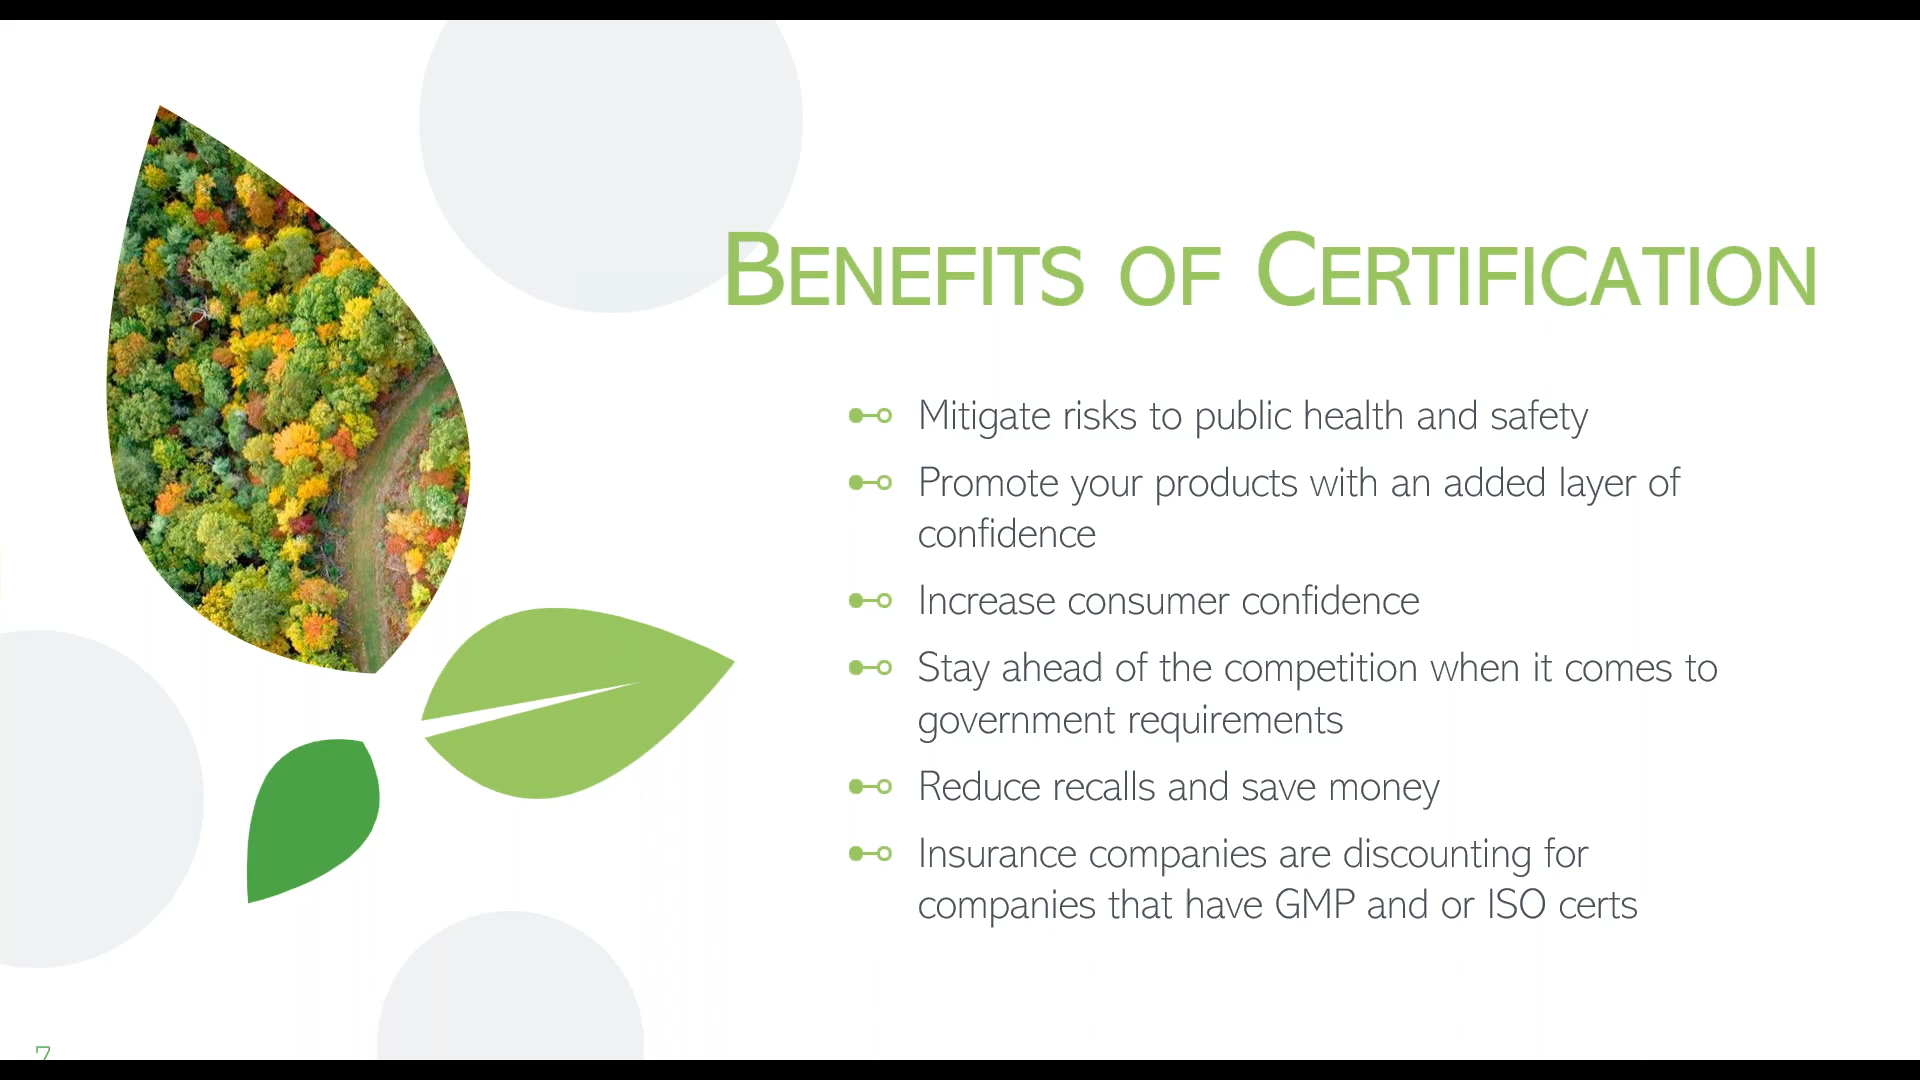 BENEFITS OF CERTIFICATION
Mitigate risks to public health and safety
Promote your products with an added layer of
confidence
Increase consumer confidence
Stay ahead of the competition when it comes to
government requirements
Reduce recalls and save money
Insurance companies are discounting for
companies that have GMP and or ISO certs
7